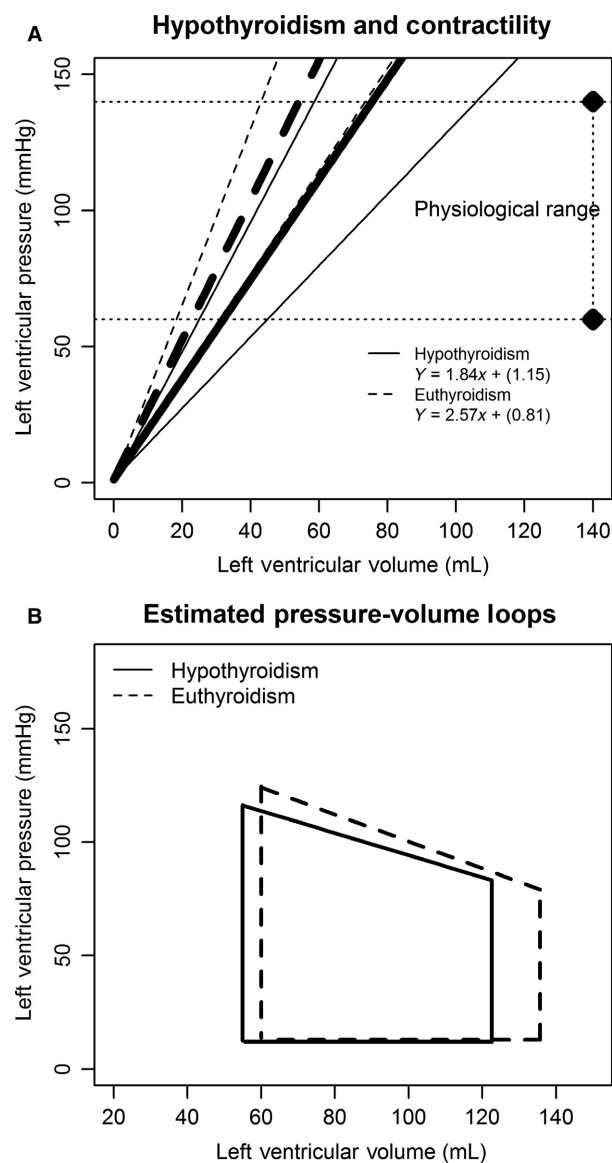 A
Hypothyroidism and contractility
Left ventricular pressure (mmHg)
150
100
50
0
Physiological range
Hypothyroidism
Y = 1.84x + (1.15)
Euthyroidism
Y = 2.57x + (0.81)
0 20 40 60 80 100 120 140
Left ventricular volume (mL)
B
Estimated pressure-volume loops
Left ventricular pressure (mmHg)
150
100
50
0
Hypothyroidism
Euthyroidism
20 40 60 80 100 120 140
Left ventricular volume (mL)